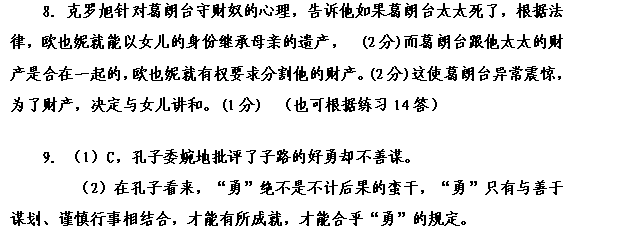 8. 克罗旭针对葛朗台守财奴的心理，告诉他如果葛朗台太太死了，根据法
律，欧也妮就能以女儿的身份继承母亲的遗产， (2分)而葛朗台跟他太太的财
产是合在一起的，欧也妮就有权要求分割他的财产。(2分)这使葛朗台异常震惊，
为了财产，决定与女儿讲和。(1分) （也可根据练习14答）
9. （1）C，孔子委婉地批评了子路的好勇却不善谋。
（2）在孔子看来，“勇”绝不是不计后果的蛮干，“勇”只有与善于
谋划、谨慎行事相结合，才能有所成就，才能合乎“勇”的规定。